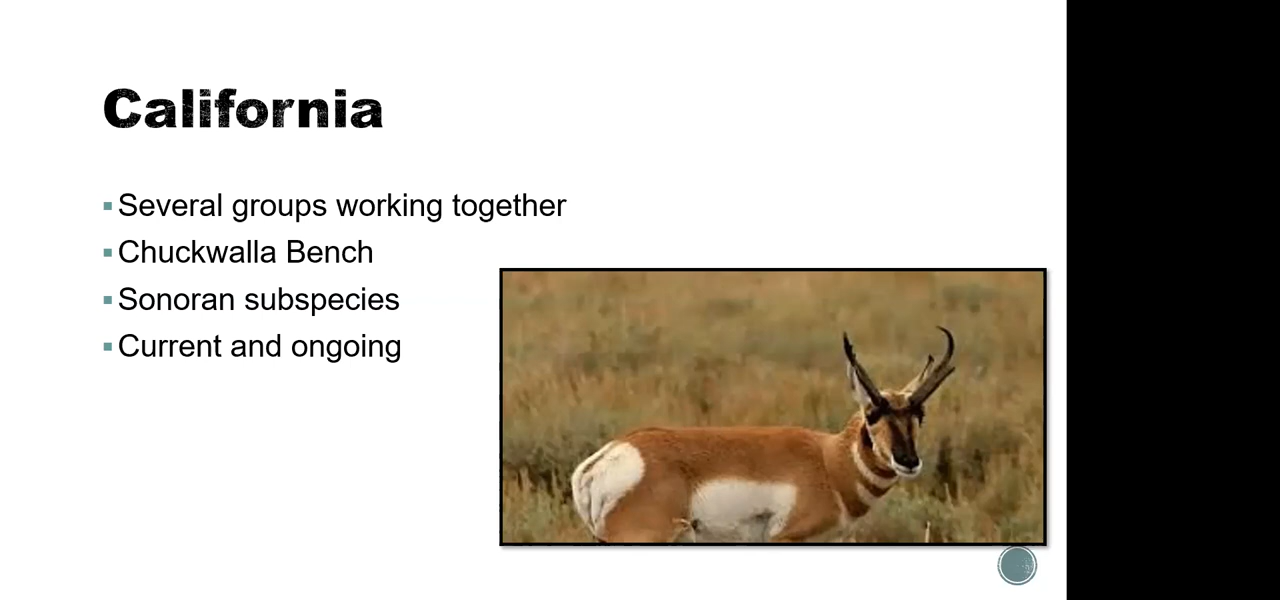 California
Several groups working together
Chuckwalla Bench
Sonoran subspecies
Current and ongoing